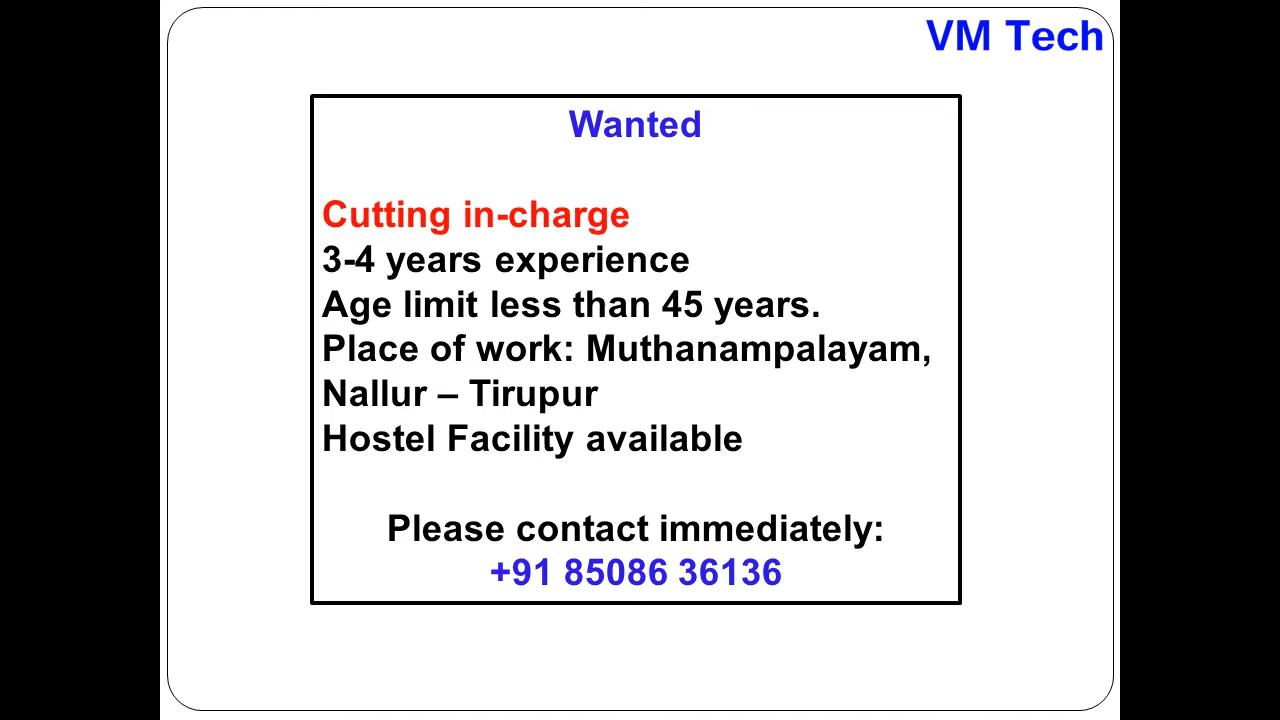 VM Tech
Wanted
Cutting in-charge
3-4 years experience
Age limit less than 45 years.
Place of work: Muthanampalayam,
Nallur – Tirupur
Hostel Facility available
Please contact immediately:
+91 85086 36136